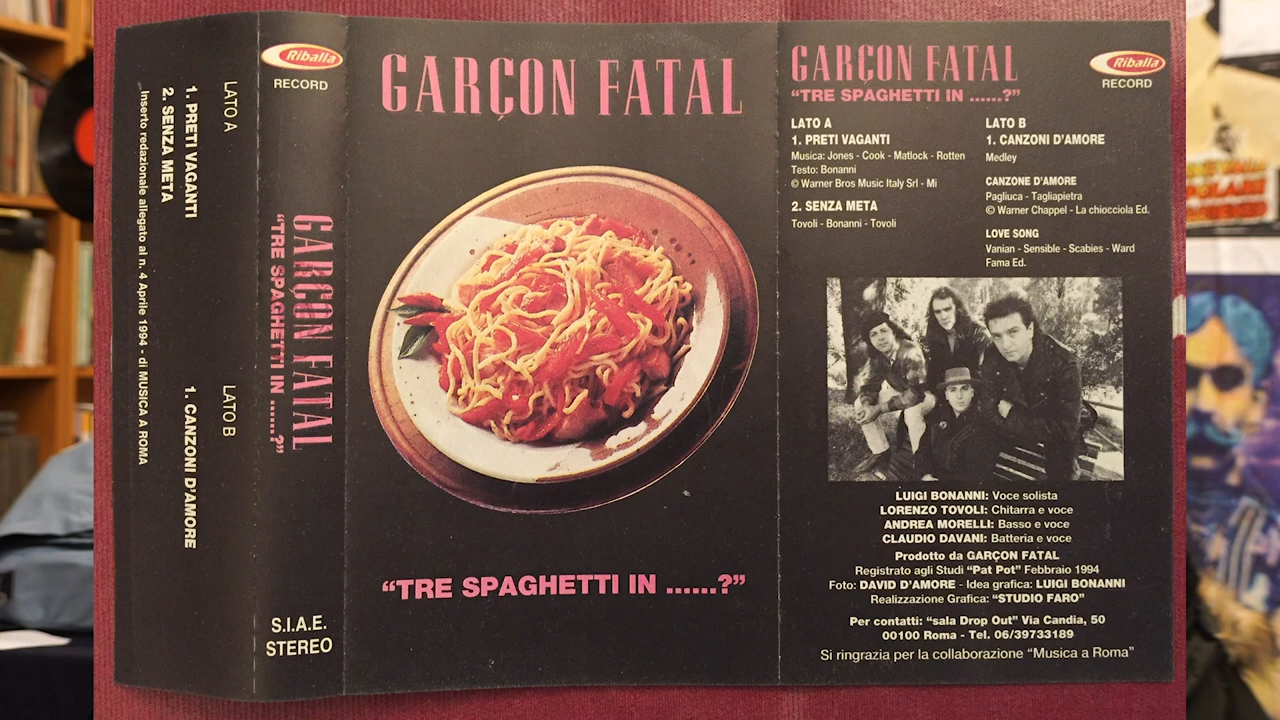 LATO A
1. PRETI VAGANTI
2. SENZA META
LATO B
1. CANZONI D'AMORE
Inserto redazionale allegato al n. 4 Aprile 1994 - di MUSICA A ROMA
Riballa
RECORD
GARÇON FATAL
“TRE SPAGHETTI IN ......?”
S.I.A.E.
STEREO
GARÇON FATAL
“TRE SPAGHETTI IN ......?”
GARÇON FATAL
“TRE SPAGHETTI IN ......?”
Riballa
RECORD
LATO A
1. PRETI VAGANTI
Musica: Jones - Cook - Matlock - Rotten
Testo: Bonanni
© Warner Bros Music Italy Srl - Mi
2. SENZA META
Tovoli - Bonanni - Tovoli
LATO B
1. CANZONI D'AMORE
Medley
CANZONE D'AMORE
Pagliuca - Tagliapietra
© Warner Chappel - La chiocciola Ed.
LOVE SONG
Vanian - Sensible - Scabies - Ward
Fama Ed.
LUIGI BONANNI: Voce solista
LORENZO TOVOLI: Chitarra e voce
ANDREA MORELLI: Basso e voce
CLAUDIO DAVANI: Batteria e voce
Prodotto da GARÇON FATAL
Registrato agli Studi “Pat Pot” Febbraio 1994
Foto: DAVID D'AMORE - Idea grafica: LUIGI BONANNI
Realizzazione Grafica: “STUDIO FARO”
Per contatti: “sala Drop Out” Via Candia, 50
00100 Roma - Tel. 06/39733189
Si ringrazia per la collaborazione “Musica a Roma”